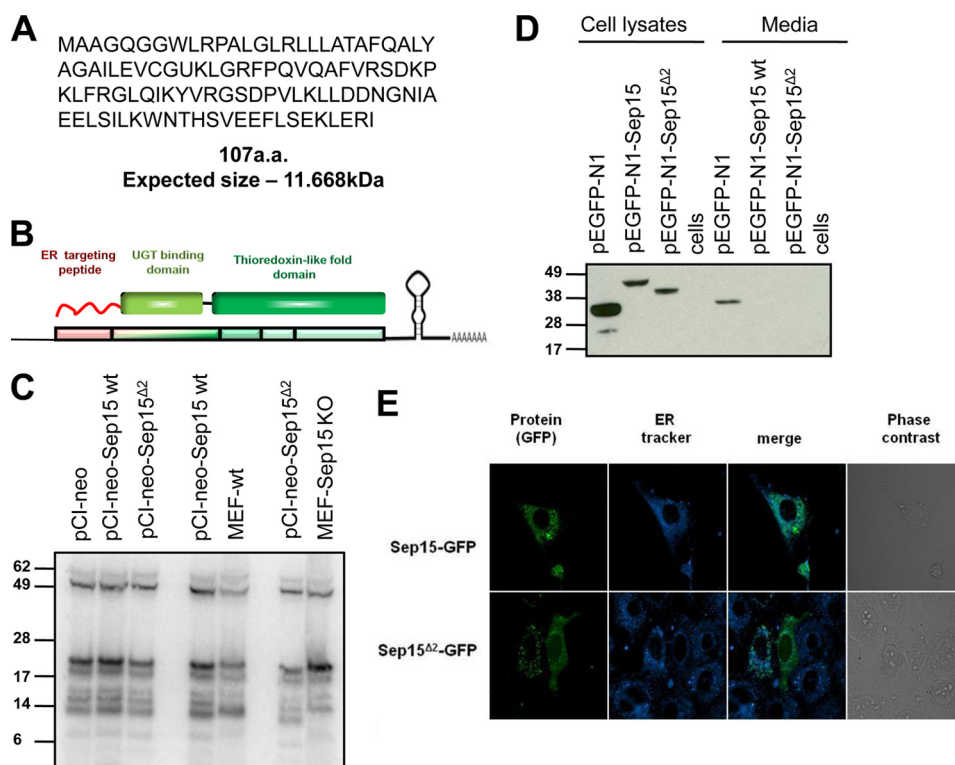 A
MAAGQGGWLRPALGLRLLLATAFQALY
AGAILEVCGUKLGRFPQVQAFVRSDKP
KLFRGLQIKYVRGSDPVLKLLDDNGNIA
EELSILKWNTHSVEEFLSEKLERI
107a.a.
Expected size – 11.668kDa
B
ER targeting
peptide
UGT binding
domain
Thioredoxin-like fold
domain
AAAAAAA
C
pCI-neo
pCI-neo-Sep15 wt
pCI-neo-Sep15Δ2
pCI-neo-Sep15 wt
MEF-wt
pCI-neo-Sep15Δ2
MEF-Sep15 KO
62
49
28
17
14
6
D
Cell lysates
Media
pEGFP-N1
pEGFP-N1-Sep15
pEGFP-N1-Sep15Δ2
cells
pEGFP-N1
pEGFP-N1-Sep15 wt
pEGFP-N1-Sep15Δ2
cells
49
38
28
17
E
Protein
(GFP)
ER
tracker
merge
Phase
contrast
Sep15-GFP
Sep15Δ2-GFP